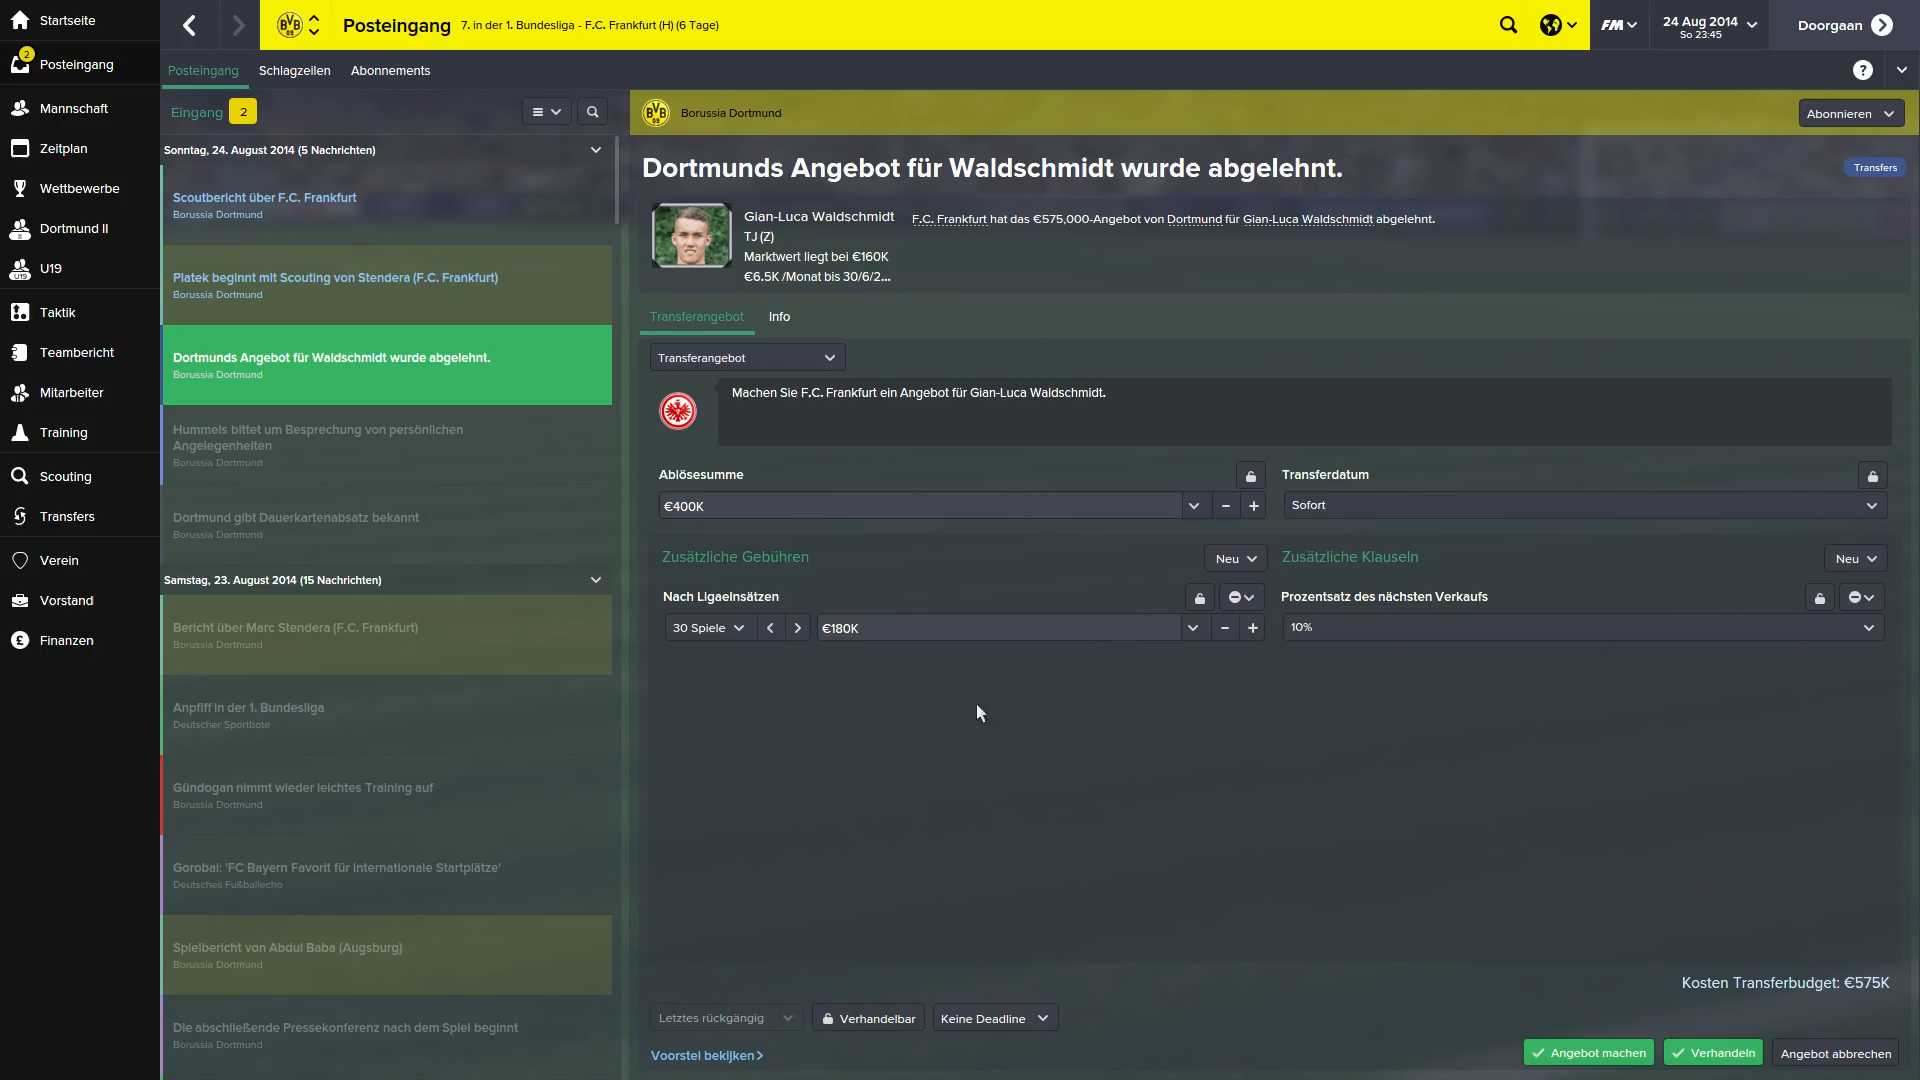 Startseite
2
Posteingang
Mannschaft
Zeitplan
Wettbewerbe
Dortmund II
U19
Taktik
Teambericht
Mitarbeiter
Training
Scouting
Transfers
Verein
Vorstand
Finanzen
Posteingang
7. in der 1. Bundesliga - F.C. Frankfurt (H) (6 Tage)
FM
24 Aug 2014
So 23:45
Doorgaan
Posteingang
Schlagzeilen
Abonnements
Eingang
2
Sonntag, 24. August 2014 (5 Nachrichten)
Scoutbericht über F.C. Frankfurt
Borussia Dortmund
Platek beginnt mit Scouting von Stendera (F.C. Frankfurt)
Borussia Dortmund
Dortmunds Angebot für Waldschmidt wurde abgelehnt.
Borussia Dortmund
Hummels bittet um Besprechung von persönlichen
Angelegenheiten
Borussia Dortmund
Dortmund gibt Dauerkartenabsatz bekannt
Borussia Dortmund
Samstag, 23. August 2014 (15 Nachrichten)
Bericht über Marc Stendera (F.C. Frankfurt)
Borussia Dortmund
Anpfiff in der 1. Bundesliga
Deutscher Sportbote
Gündogan nimmt wieder leichtes Training auf
Borussia Dortmund
Gorobai: 'FC Bayern Favorit für internationale Startplätze'
Deutsches Fußballecho
Spielbericht von Abdul Baba (Augsburg)
Borussia Dortmund
Die abschließende Pressekonferenz nach dem Spiel beginnt
Borussia Dortmund
Borussia Dortmund
Abonnieren
Dortmunds Angebot für Waldschmidt wurde abgelehnt.
Transfers
Gian-Luca Waldschmidt
TJ (Z)
Marktwert liegt bei €160K
€6.5K /Monat bis 30/6/2...
F.C. Frankfurt hat das €575,000-Angebot von Dortmund für Gian-Luca Waldschmidt abgelehnt.
Transferangebot
Info
Transferangebot
Machen Sie F.C. Frankfurt ein Angebot für Gian-Luca Waldschmidt.
Ablösesumme
Transferdatum
€400K
Sofort
Zusätzliche Gebühren
Neu
Zusätzliche Klauseln
Neu
Nach Ligaeinsätzen
Prozentsatz des nächsten Verkaufs
30 Spiele
€180K
10%
Kosten Transferbudget: €575K
Letztes rückgängig
Verhandelbar
Keine Deadline
Voorstel bekijken
Angebot machen
Verhandeln
Angebot abbrechen